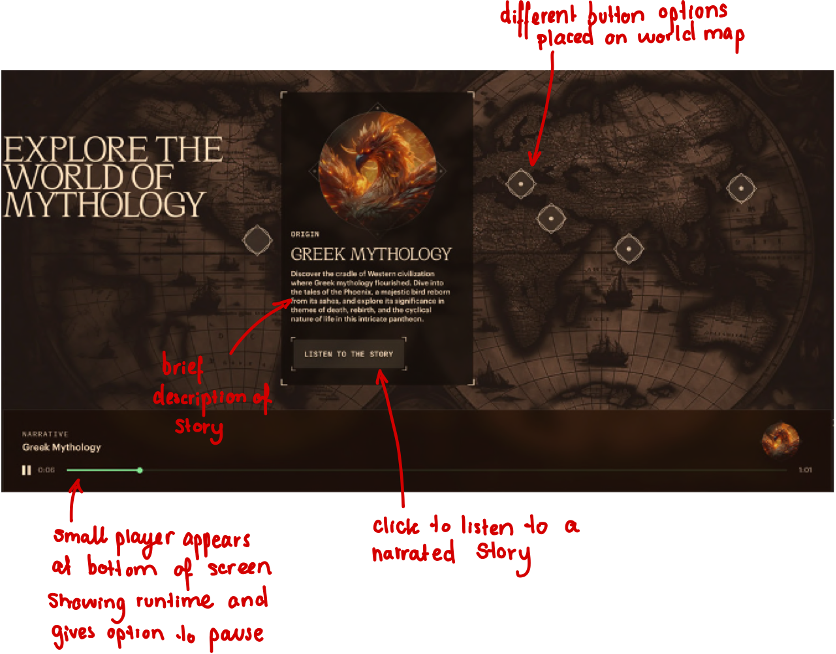 different button options
placed on world map
EXPLORE THE
WORLD OF
MYTHOLOGY
ORIGIN
GREEK MYTHOLOGY
Discover the cradle of Western civilization
where Greek mythology flourished. Dive into
the tales of the Phoenix, a majestic bird reborn
from its ashes, and explore its significance in
themes of death, rebirth, and the cyclical
nature of life in this intricate pantheon.
LISTEN TO THE STORY
brief
description of
story
NARRATIVE
Greek Mythology
0:06
1:01
small player appears
at bottom of screen
showing runtime and
gives option to pause
click to listen to a
narrated story